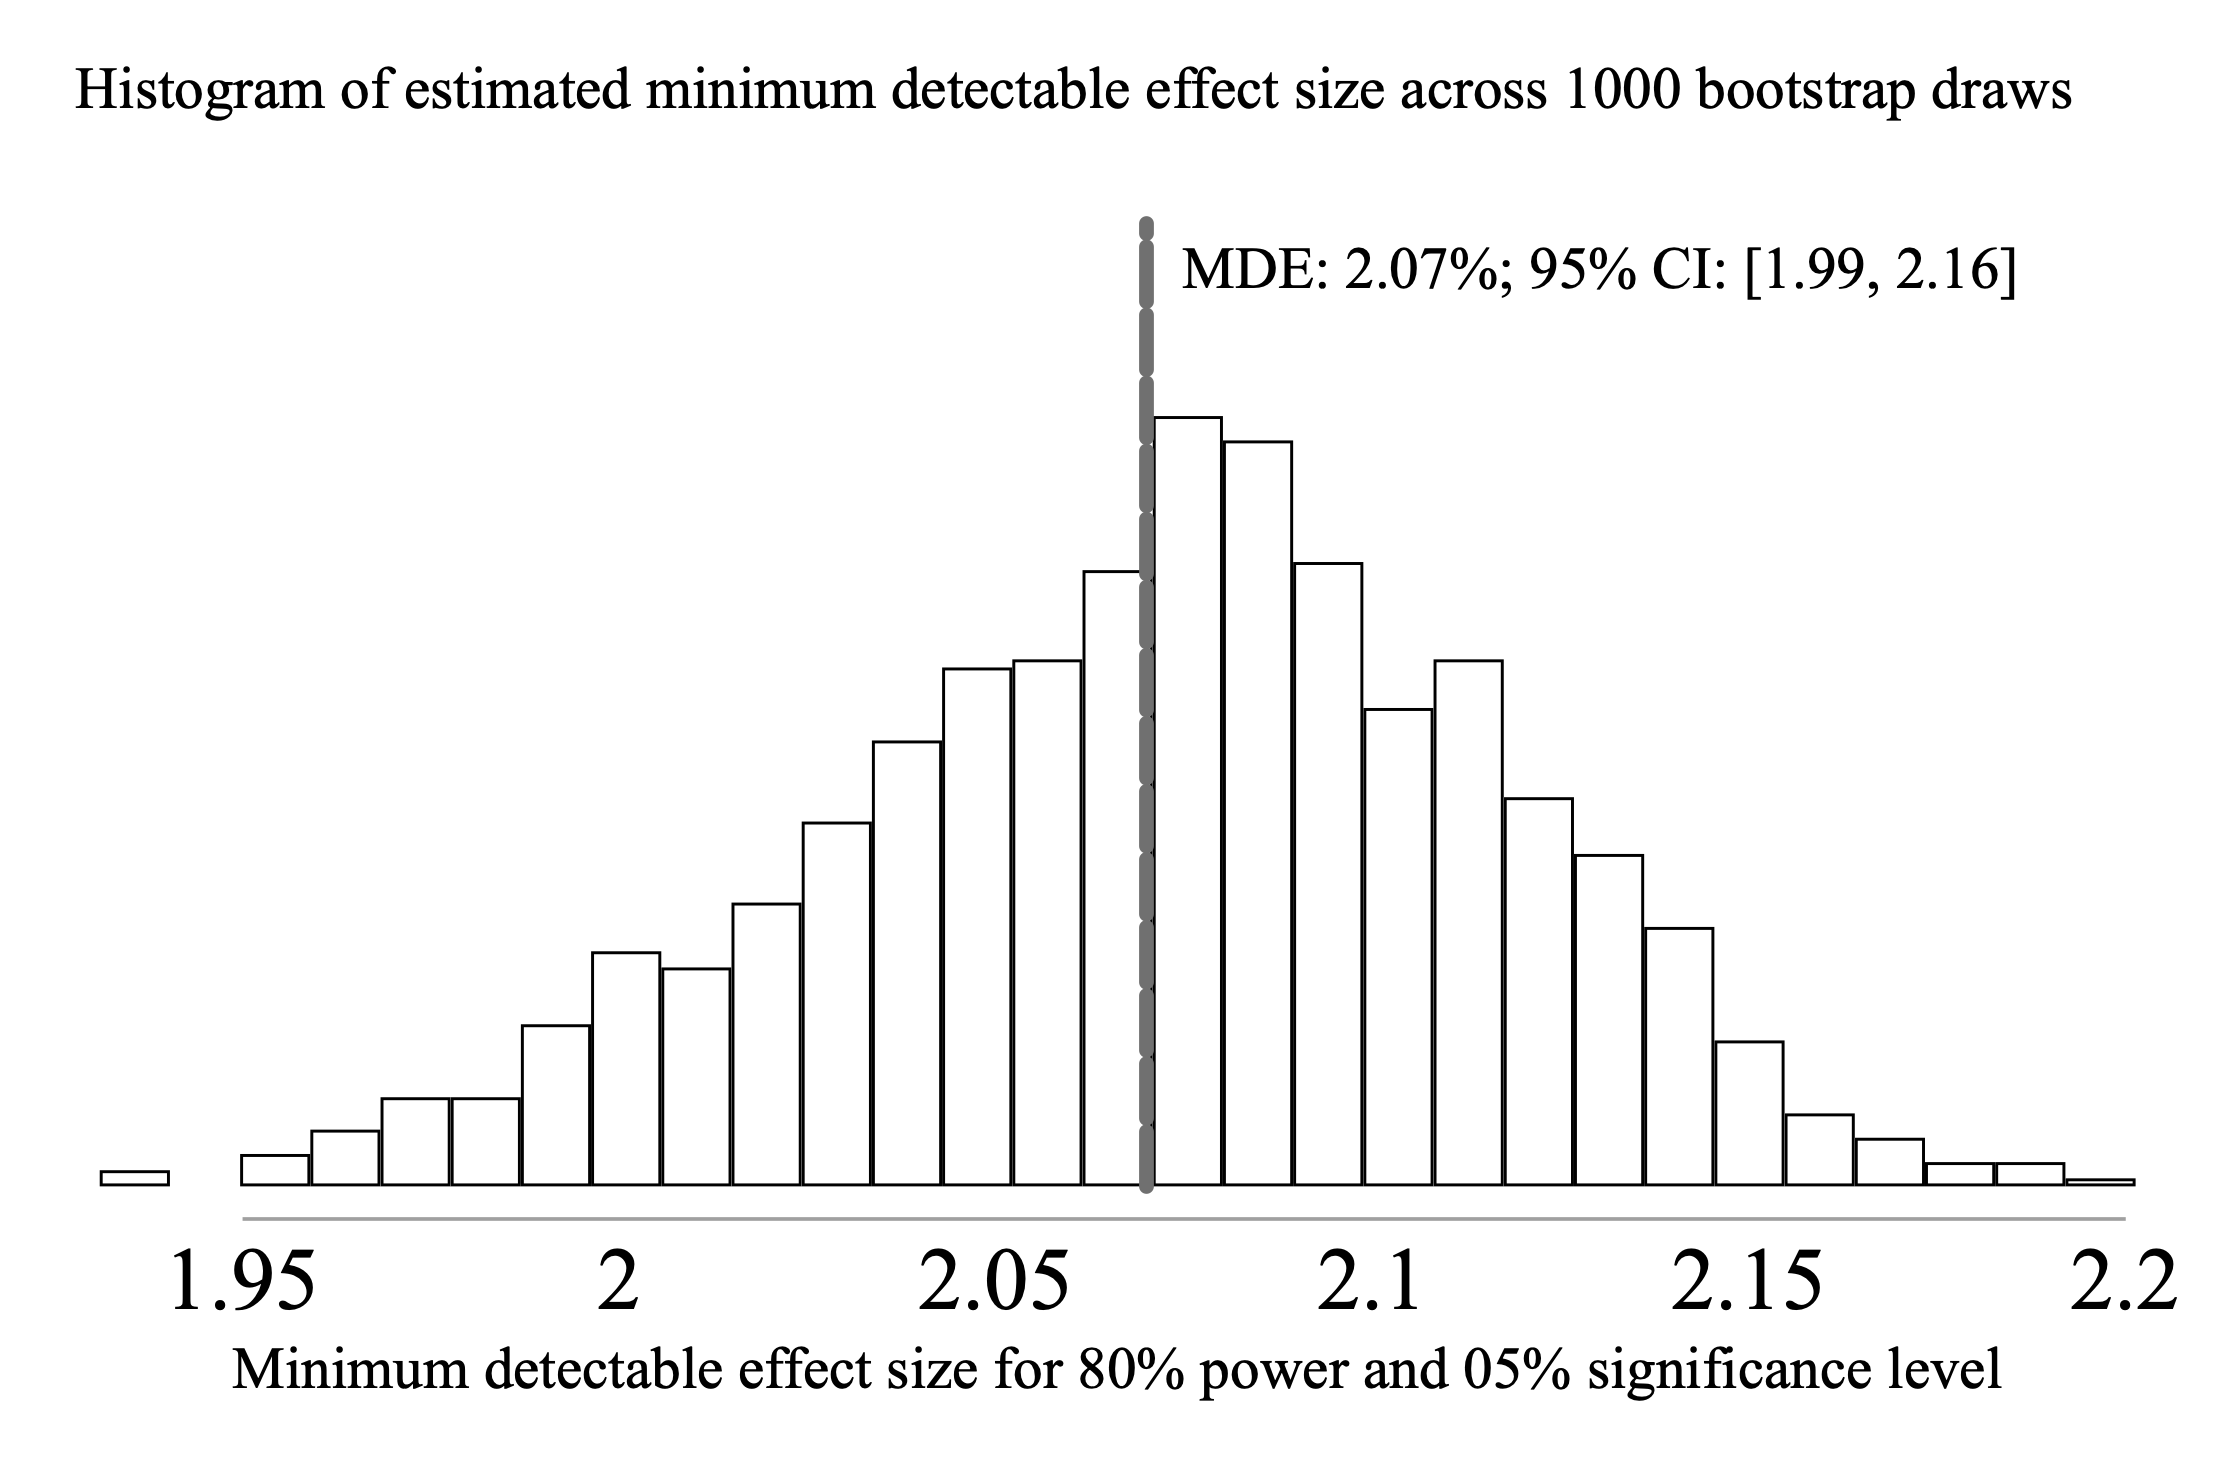 Histogram of estimated minimum detectable effect size across 1000 bootstrap draws
MDE: 2.07%; 95% CI: [1.99, 2.16]
1.95 2 2.05 2.1 2.15 2.2
Minimum detectable effect size for 80% power and 05% significance level